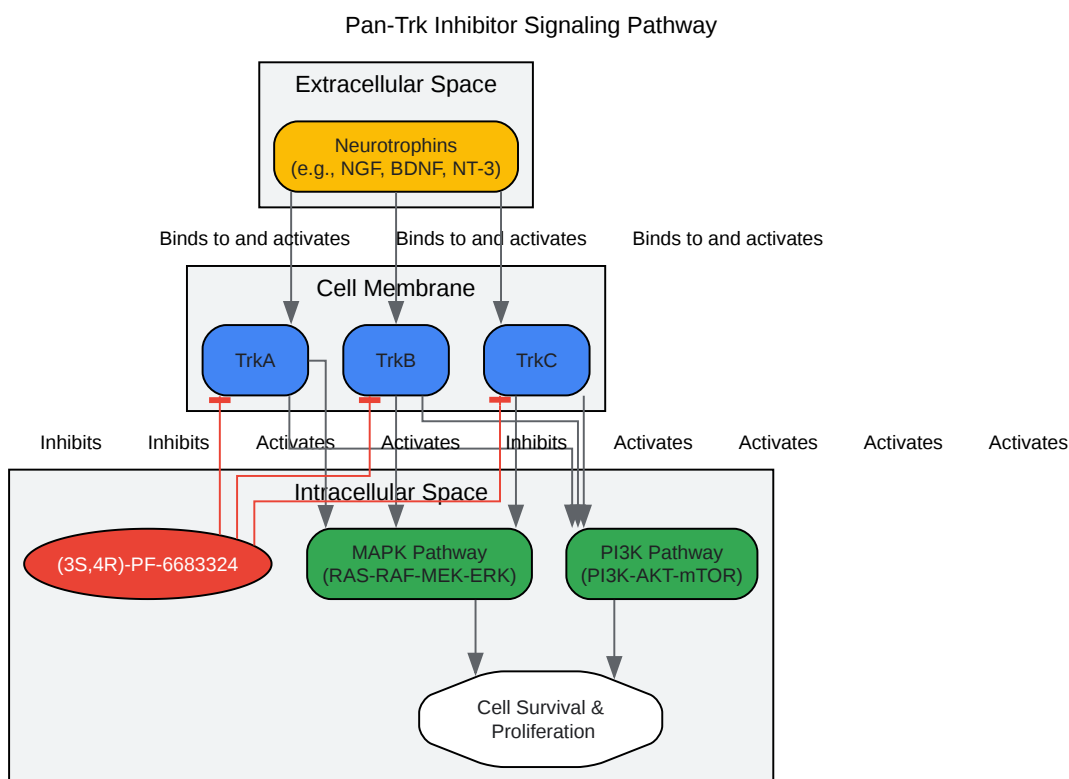 Pan-Trk Inhibitor Signaling Pathway
Extracellular Space
Neurotrophins
(e.g., NGF, BDNF, NT-3)
Binds to and activates
Binds to and activates
Binds to and activates
Cell Membrane
TrkA
TrkB
TrkC
Inhibits
Inhibits
Activates
Activates
Inhibits
Activates
Activates
Activates
Activates
Intracellular Space
(3S,4R)-PF-6683324
MAPK Pathway
(RAS-RAF-MEK-ERK)
PI3K Pathway
(PI3K-AKT-mTOR)
Cell Survival &
Proliferation